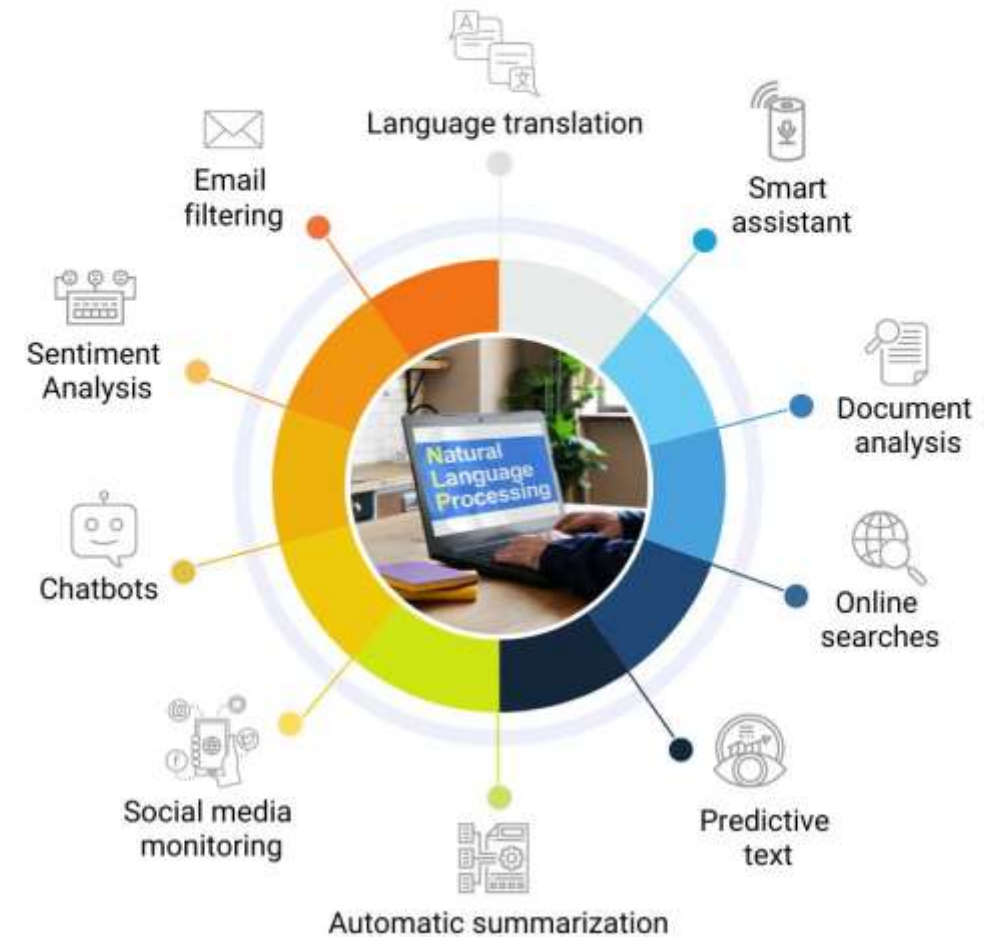 Language translation
Smart
assistant
Document
analysis
Online
searches
Predictive
text
Automatic summarization
Social media
monitoring
Chatbots
Sentiment
Analysis
Email
filtering
Natural
Language
Processing
A
文
f